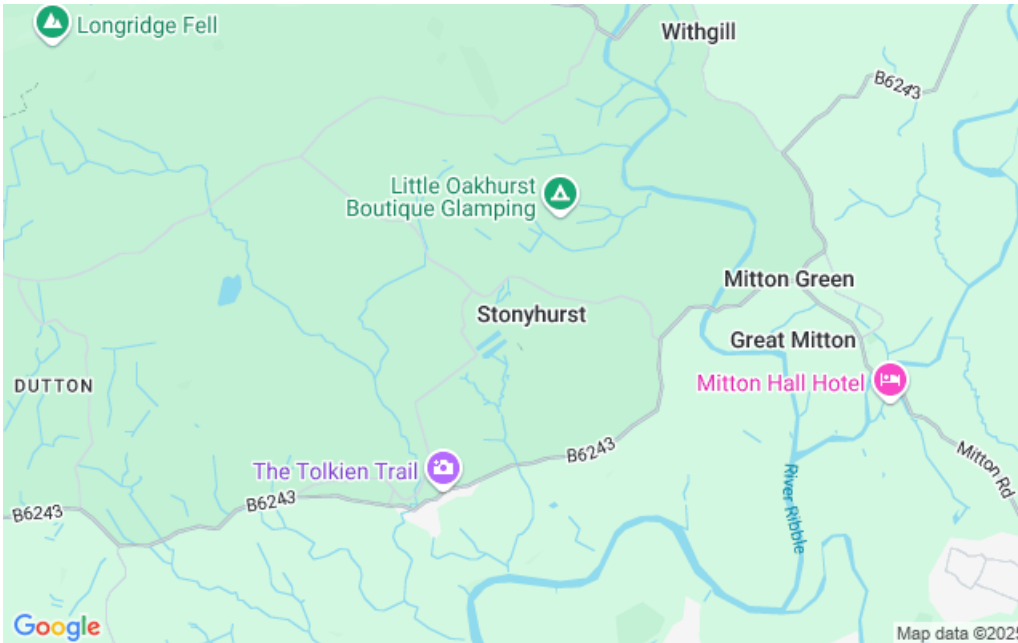 Longridge Fell
Withgill
B6243
Little Oakhurst
Boutique Glamping
Mitton Green
Stonyhurst
Great Mitton
DUTTON
Mitton Hall Hotel
B6243
The Tolkien Trail
Mitton Rd
B6243
B6243
River Ribble
Google
Map data ©2025